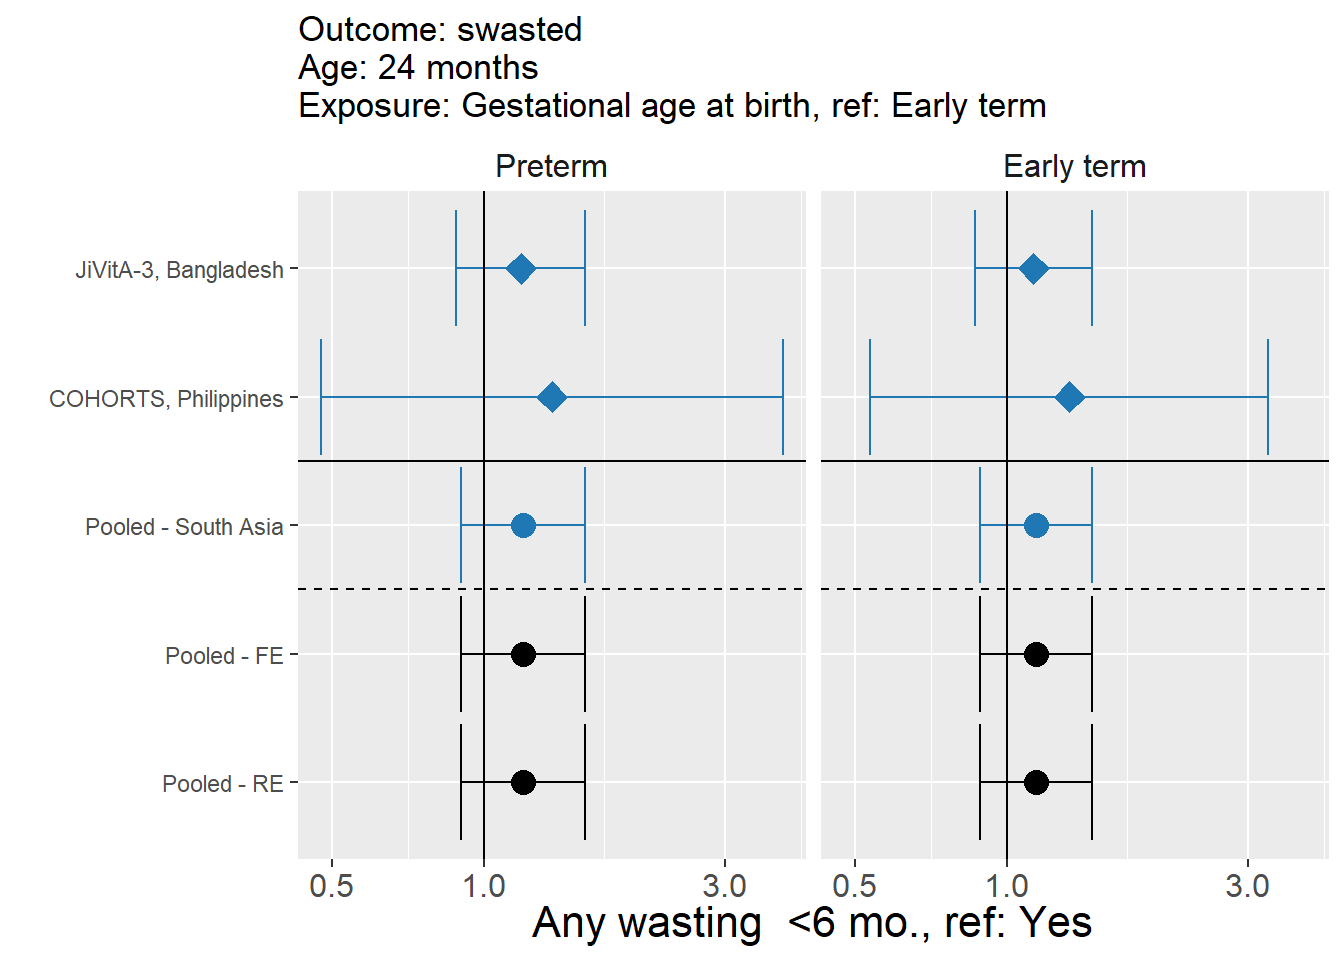 Outcome: swasted
Age: 24 months
Exposure: Gestational age at birth, ref: Early term
Preterm
Early term
JiVitA-3, Bangladesh
COHORTS, Philippines
Pooled - South Asia
Pooled - FE
Pooled - RE
0.5 1.0 3.0 0.5 1.0 3.0
Any wasting  <6 mo., ref: Yes